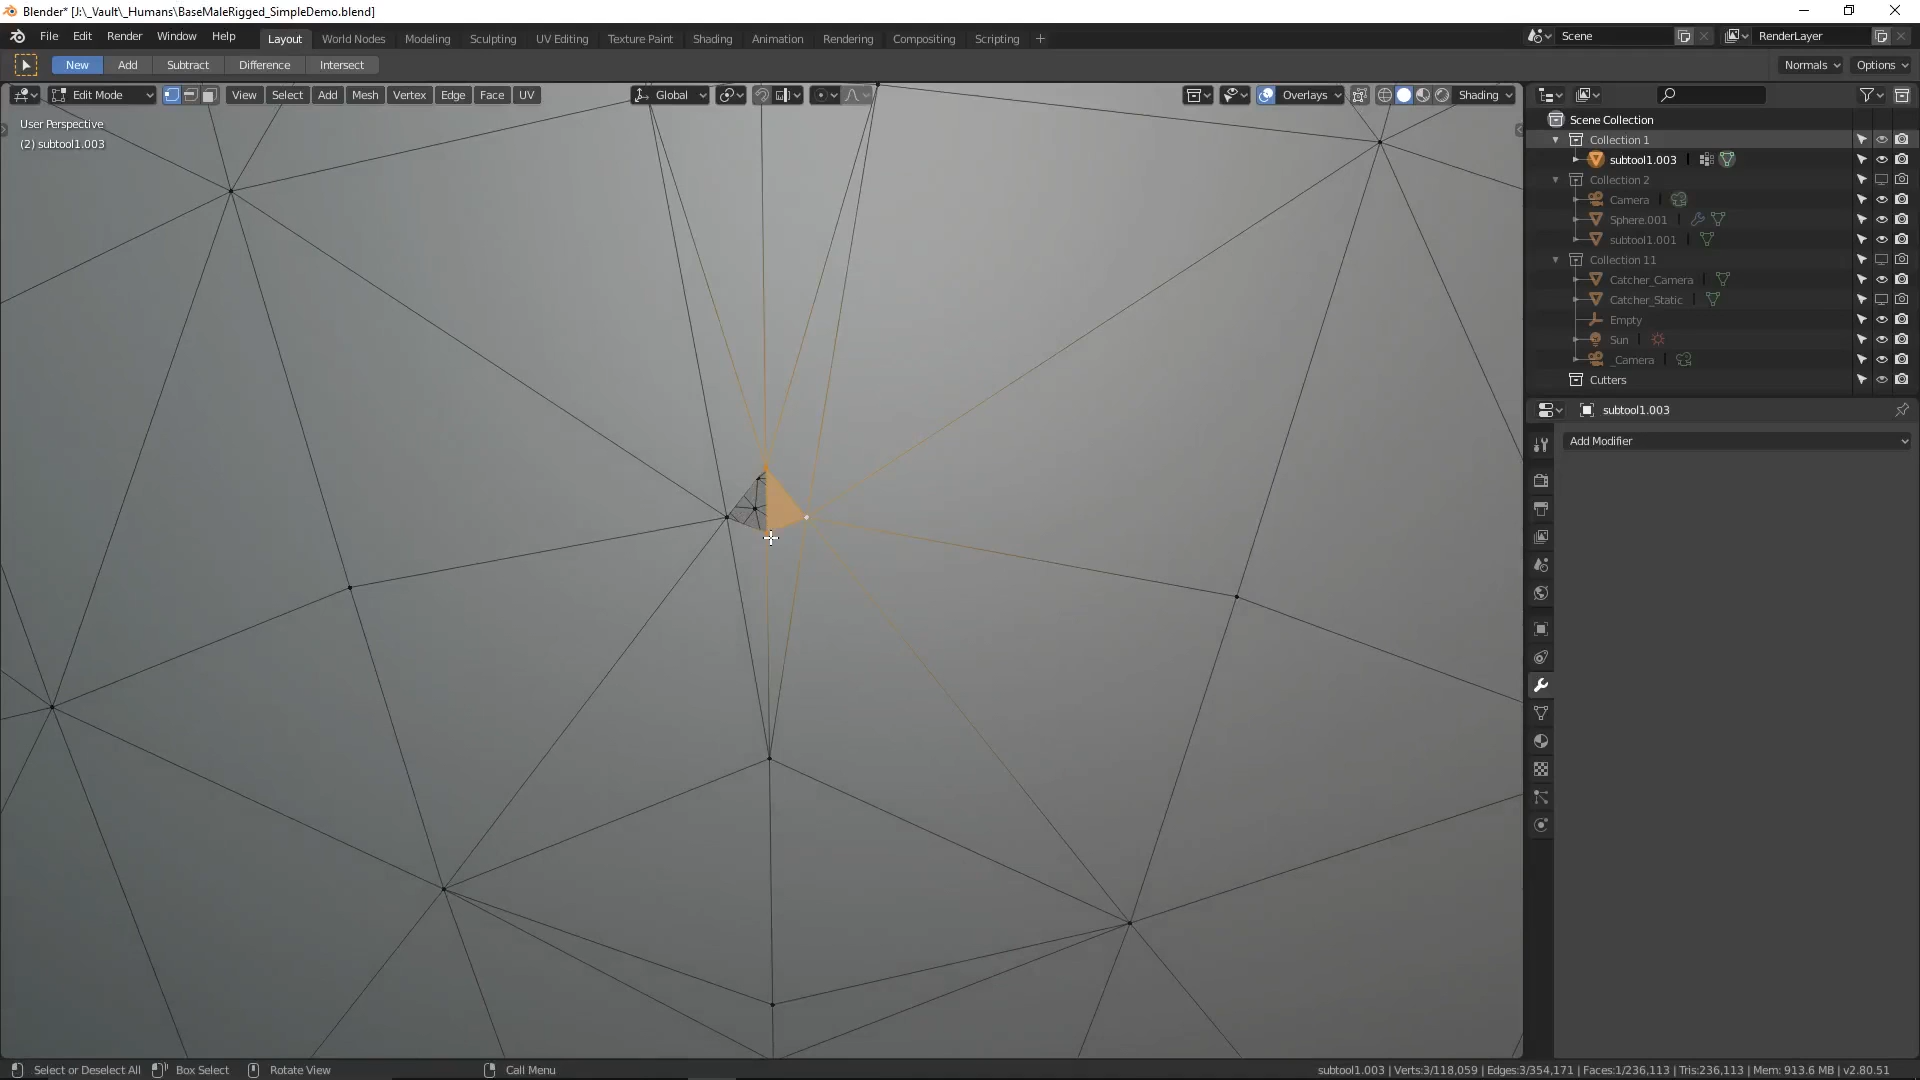 Blender* [J:\_Vault\_Humans\BaseMaleRigged_SimpleDemo.blend]
File Edit Render Window Help Layout World Nodes Modeling Sculpting UV Editing Texture Paint Shading Animation Rendering Compositing Scripting + Scene RenderLayer
New Add Subtract Difference Intersect Normals Options
Edit Mode View Select Add Mesh Vertex Edge Face UV Global Overlays Shading
User Perspective
(2) subtool1.003
Scene Collection
Collection 1
subtool1.003
Collection 2
Camera
Sphere.001
subtool1.001
Collection 11
Catcher_Camera
Catcher_Static
Empty
Sun
_Camera
Cutters
subtool1.003
Add Modifier
Select or Deselect All Box Select Rotate View Call Menu subtool1.003 | Verts:3/118,059 | Edges:3/354,171 | Faces:1/236,113 | Tris:236,113 | Mem: 913.6 MB | v2.80.51